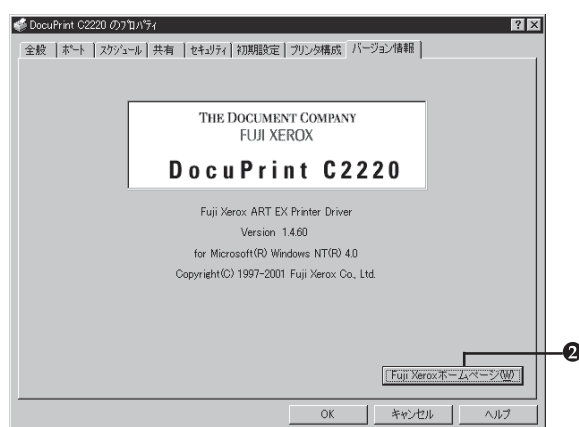 DocuPrint C2220 のプロパティ
全般 ポート スケジュール 共有 セキュリティ 初期設定 プリンタ構成 バージョン情報
THE DOCUMENT COMPANY
FUJI XEROX
DocuPrint C2220
Fuji Xerox ART EX Printer Driver
Version 1.4.60
for Microsoft(R) Windows NT(R) 4.0
Copyright(C) 1997-2001 Fuji Xerox Co., Ltd.
❷
Fuji Xeroxホームページ(W)
OK キャンセル ヘルプ